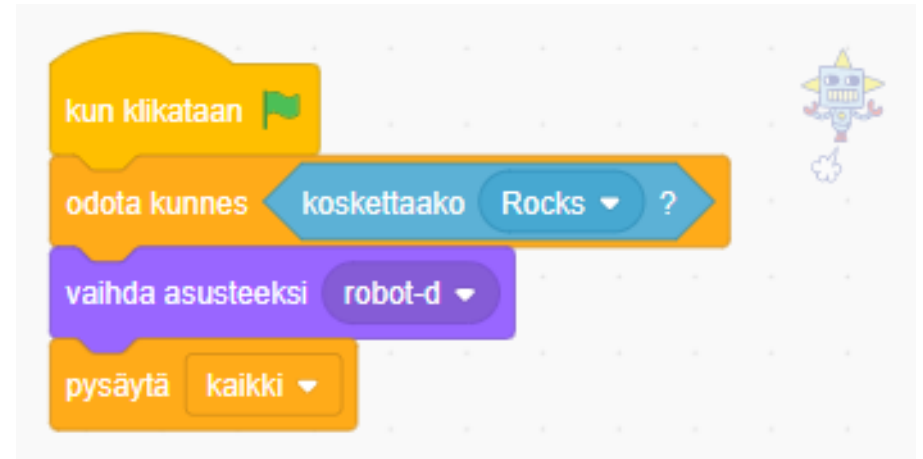 kun klikataan
odota kunnes koskettaako Rocks ?
vaihda asusteeksi robot-d
pysäytä kaikki